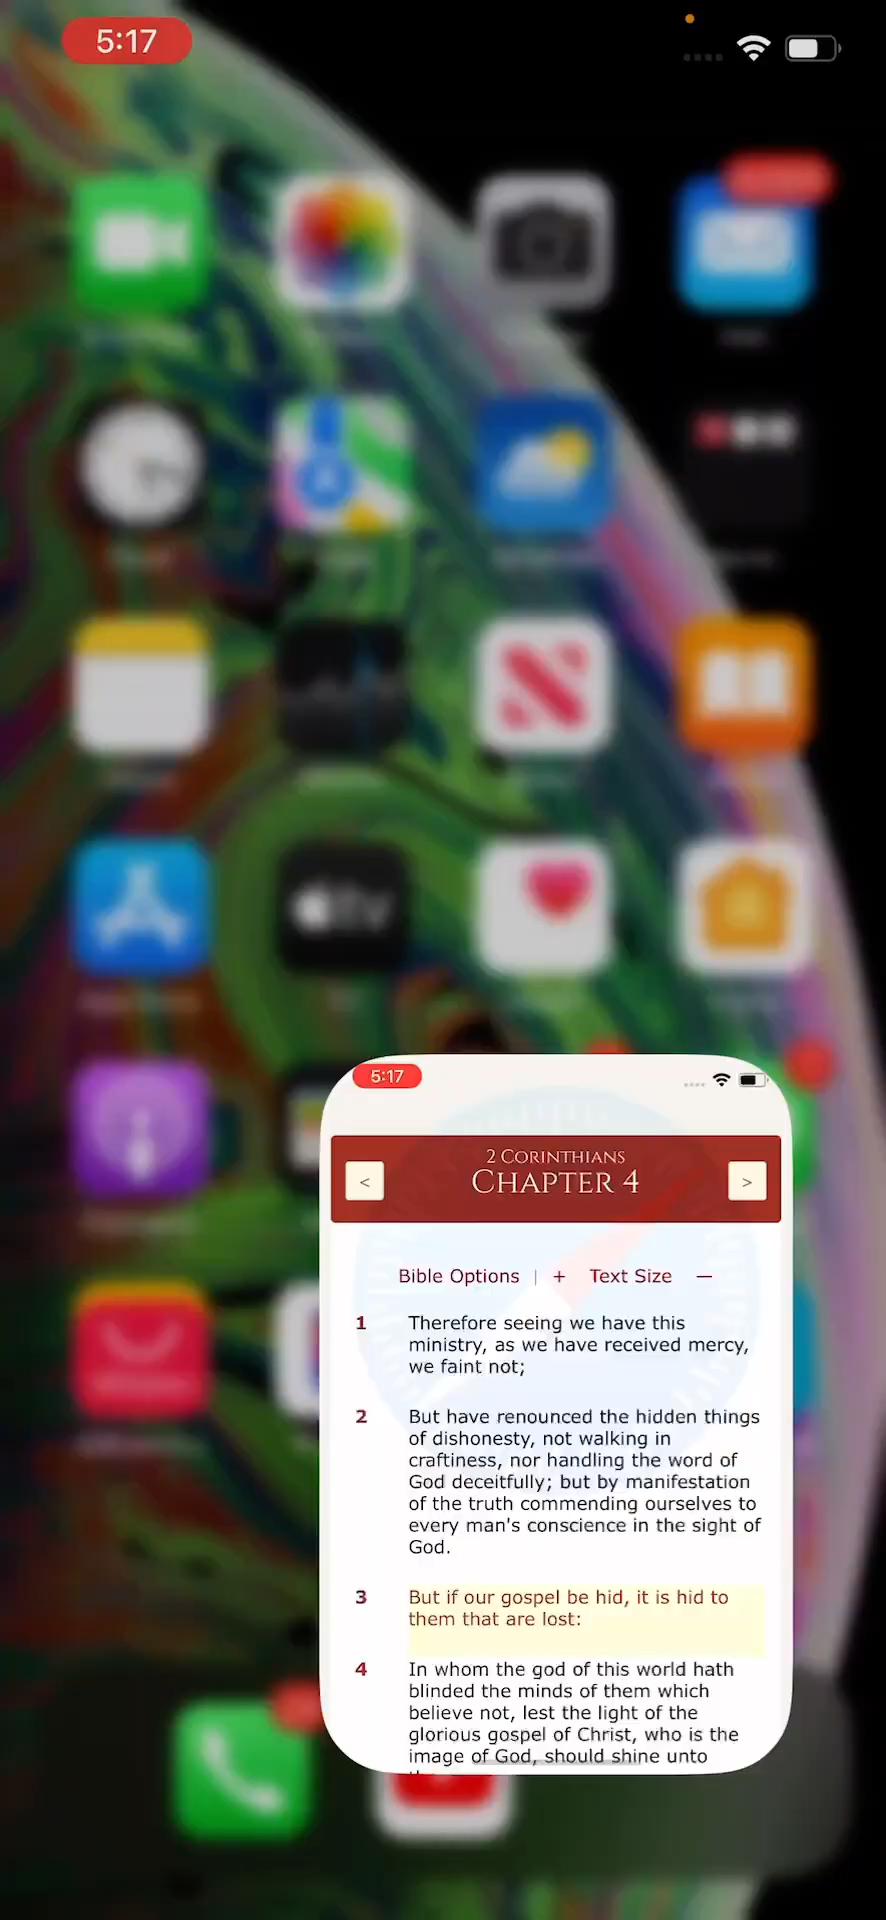 5:17
tv
5:17
2 Corinthians
< Chapter 4 >
Bible Options | + Text Size —
1 Therefore seeing we have this
ministry, as we have received mercy,
we faint not;
2 But have renounced the hidden things
of dishonesty, not walking in
craftiness, nor handling the word of
God deceitfully; but by manifestation
of the truth commending ourselves to
every man's conscience in the sight of
God.
3 But if our gospel be hid, it is hid to
them that are lost:
4 In whom the god of this world hath
blinded the minds of them which
believe not, lest the light of the
glorious gospel of Christ, who is the
image of God, should shine unto